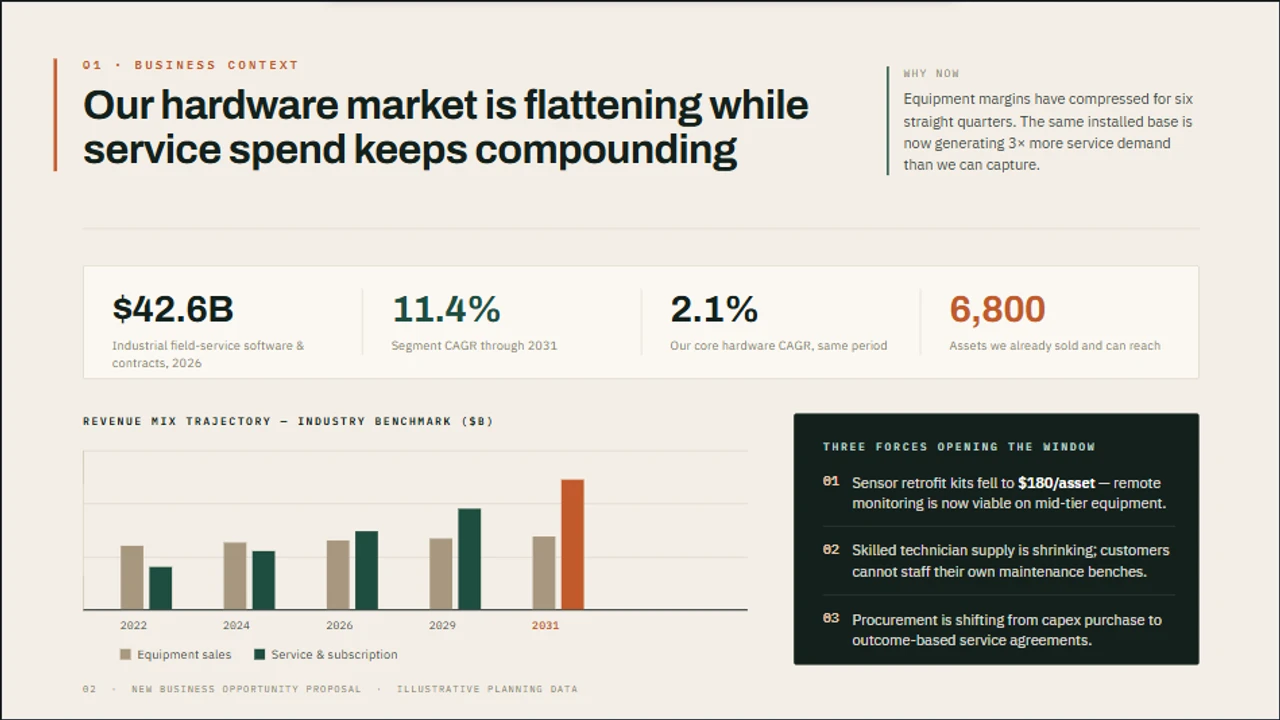 01 · BUSINESS CONTEXT
Our hardware market is flattening while
service spend keeps compounding
WHY NOW
Equipment margins have compressed for six
straight quarters. The same installed base is
now generating 3× more service demand
than we can capture.
$42.6B
Industrial field-service software &
contracts, 2026
11.4%
Segment CAGR through 2031
2.1%
Our core hardware CAGR, same period
6,800
Assets we already sold and can reach
REVENUE MIX TRAJECTORY — INDUSTRY BENCHMARK ($B)
2022
2024
2026
2029
2031
Equipment sales
Service & subscription
THREE FORCES OPENING THE WINDOW
01 Sensor retrofit kits fell to $180/asset — remote
monitoring is now viable on mid-tier equipment.
02 Skilled technician supply is shrinking; customers
cannot staff their own maintenance benches.
03 Procurement is shifting from capex purchase to
outcome-based service agreements.
02 · NEW BUSINESS OPPORTUNITY PROPOSAL · ILLUSTRATIVE PLANNING DATA